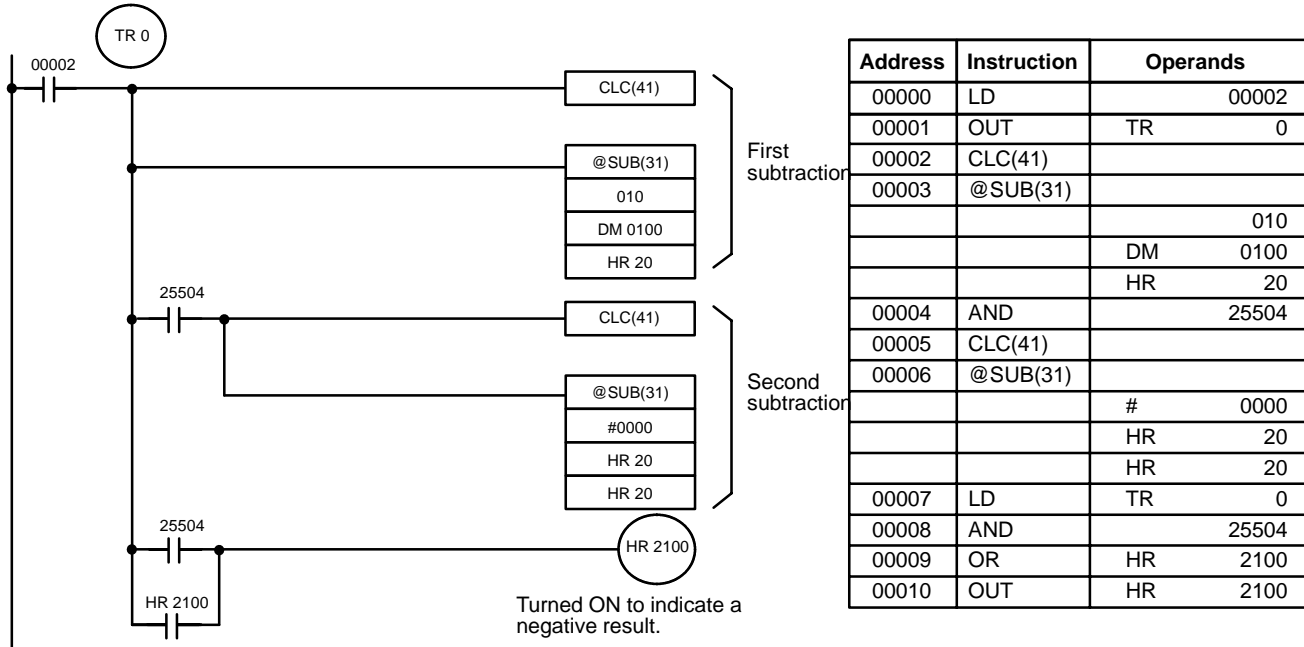 TR 0
00002
CLC(41)
@SUB(31)
010
DM 0100
HR 20
First
subtraction
25504
CLC(41)
@SUB(31)
#0000
HR 20
HR 20
Second
subtraction
25504
HR 2100
HR 2100
Turned ON to indicate a
negative result.
Address Instruction Operands
00000 LD 00002
00001 OUT TR 0
00002 CLC(41)
00003 @SUB(31)
010
DM 0100
HR 20
00004 AND 25504
00005 CLC(41)
00006 @SUB(31)
# 0000
HR 20
HR 20
00007 LD TR 0
00008 AND 25504
00009 OR HR 2100
00010 OUT HR 2100